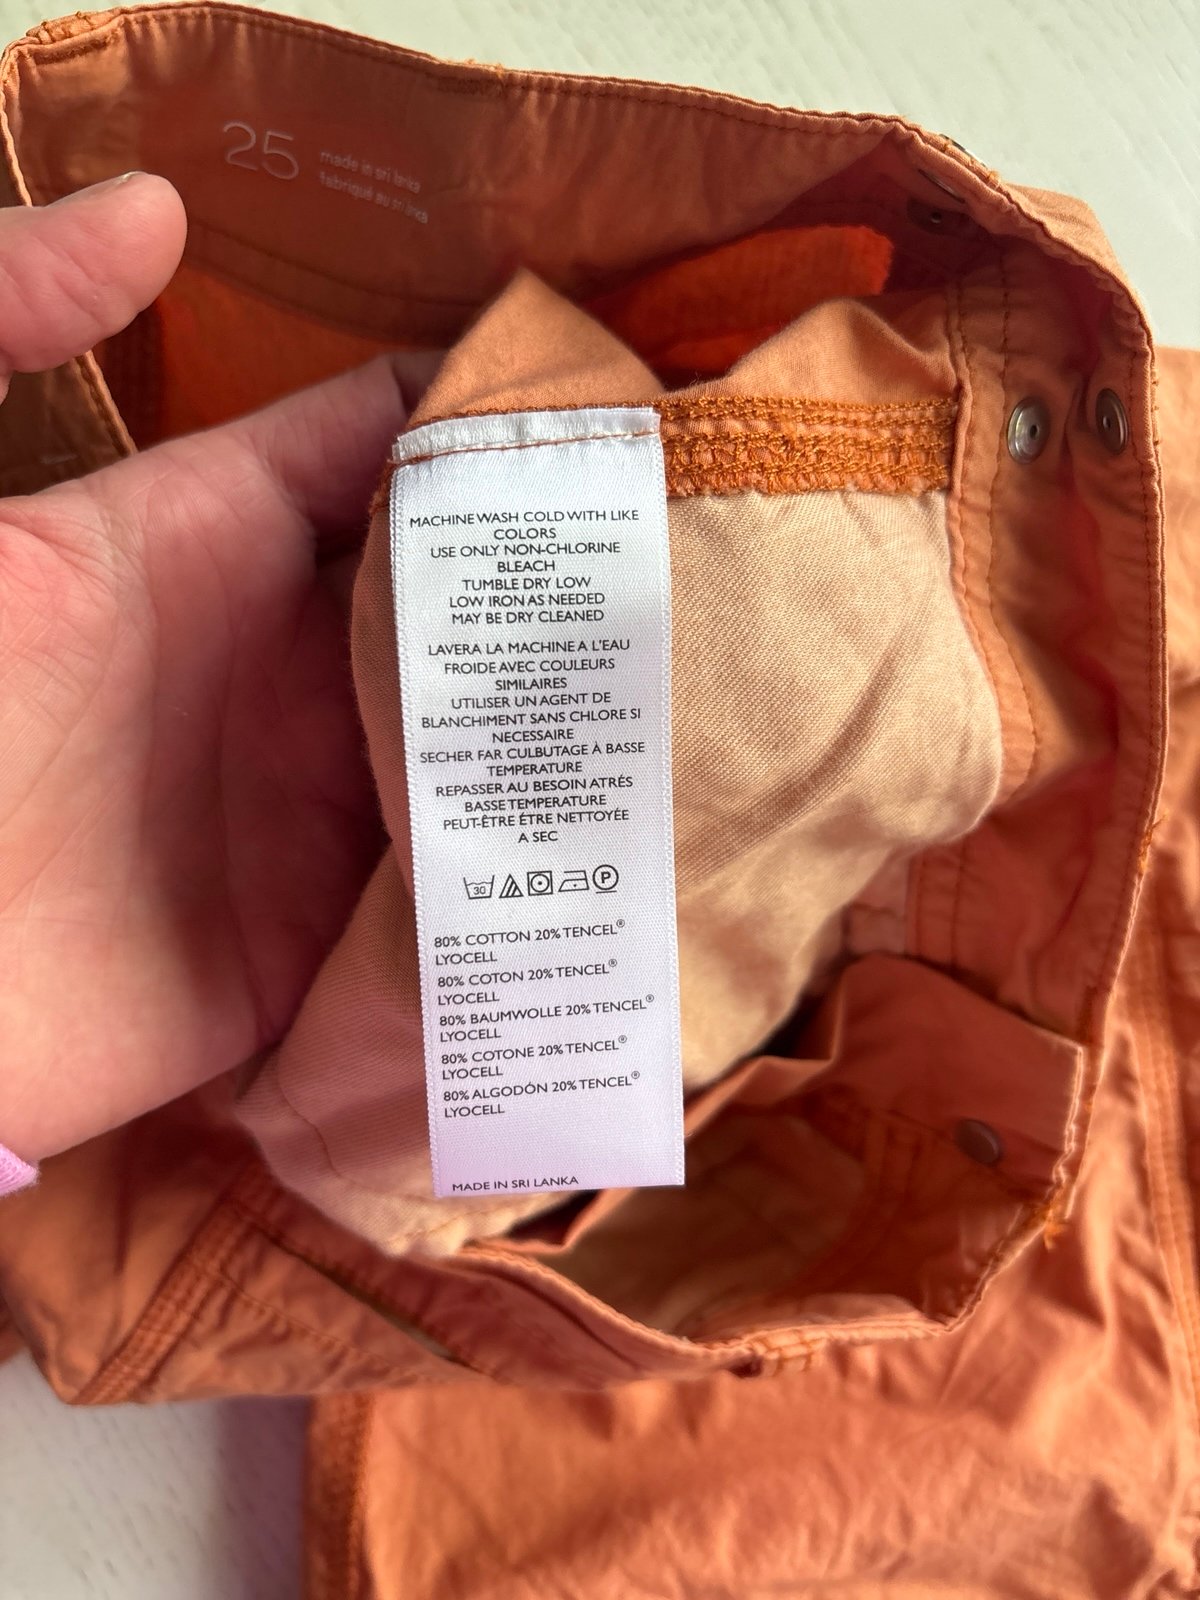 25
made in sri lanka
fabriqué au sri lanka
MACHINE WASH COLD WITH LIKE
COLORS
USE ONLY NON-CHLORINE
BLEACH
TUMBLE DRY LOW
LOW IRON AS NEEDED
MAY BE DRY CLEANED
LAVERA LA MACHINE A L'EAU
FROIDE AVEC COULEURS
SIMILAIRES
UTILISER UN AGENT DE
BLANCHIMENT SANS CHLORE SI
NECESSAIRE
SECHER FAR CULBUTAGE À BASSE
TEMPERATURE
REPASSER AU BESOIN ATRÉS
BASSE TEMPERATURE
PEUT-ÊTRE ÉTRE NETTOYÉE
A SEC
30 P
80% COTTON 20% TENCEL®
LYOCELL
80% COTON 20% TENCEL®
LYOCELL
80% BAUMWOLLE 20% TENCEL®
LYOCELL
80% COTONE 20% TENCEL®
LYOCELL
80% ALGODÓN 20% TENCEL®
LYOCELL
MADE IN SRI LANKA